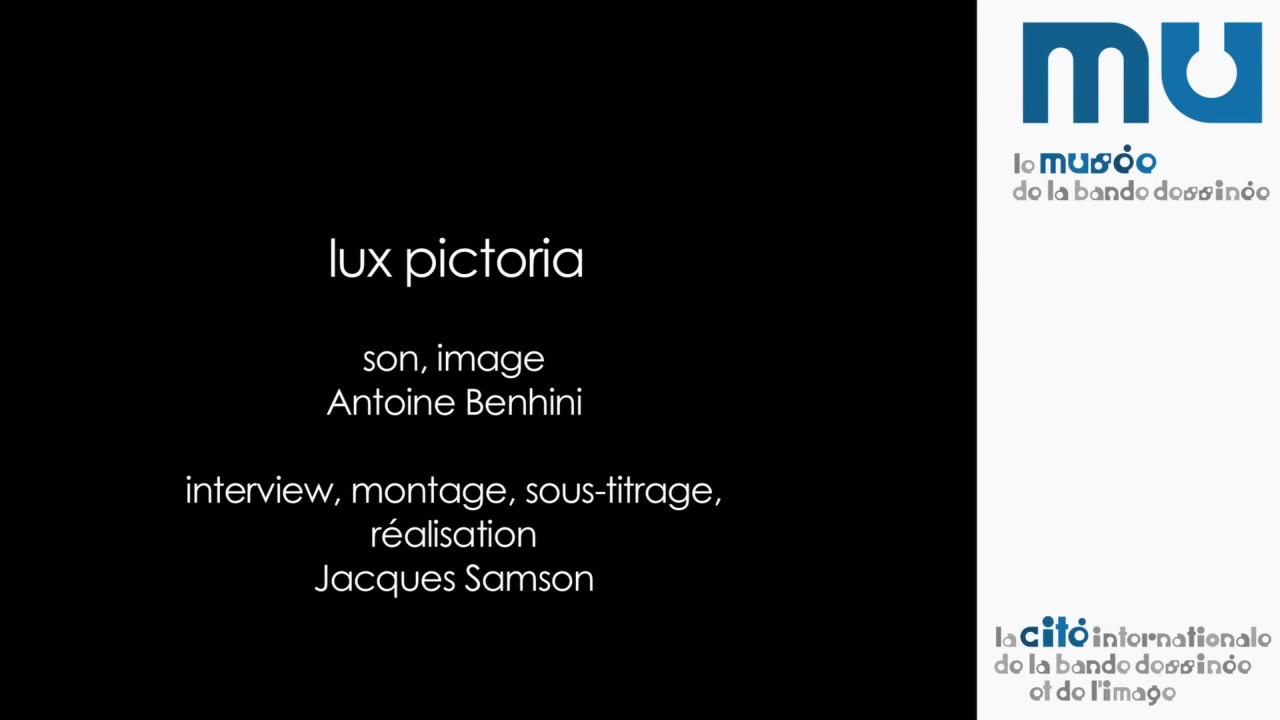 lux pictoria
son, image
Antoine Benhini
interview, montage, sous-titrage,
réalisation
Jacques Samson
mu
le musée
de la bande dessinée
la cité internationale
de la bande dessinée
et de l'image